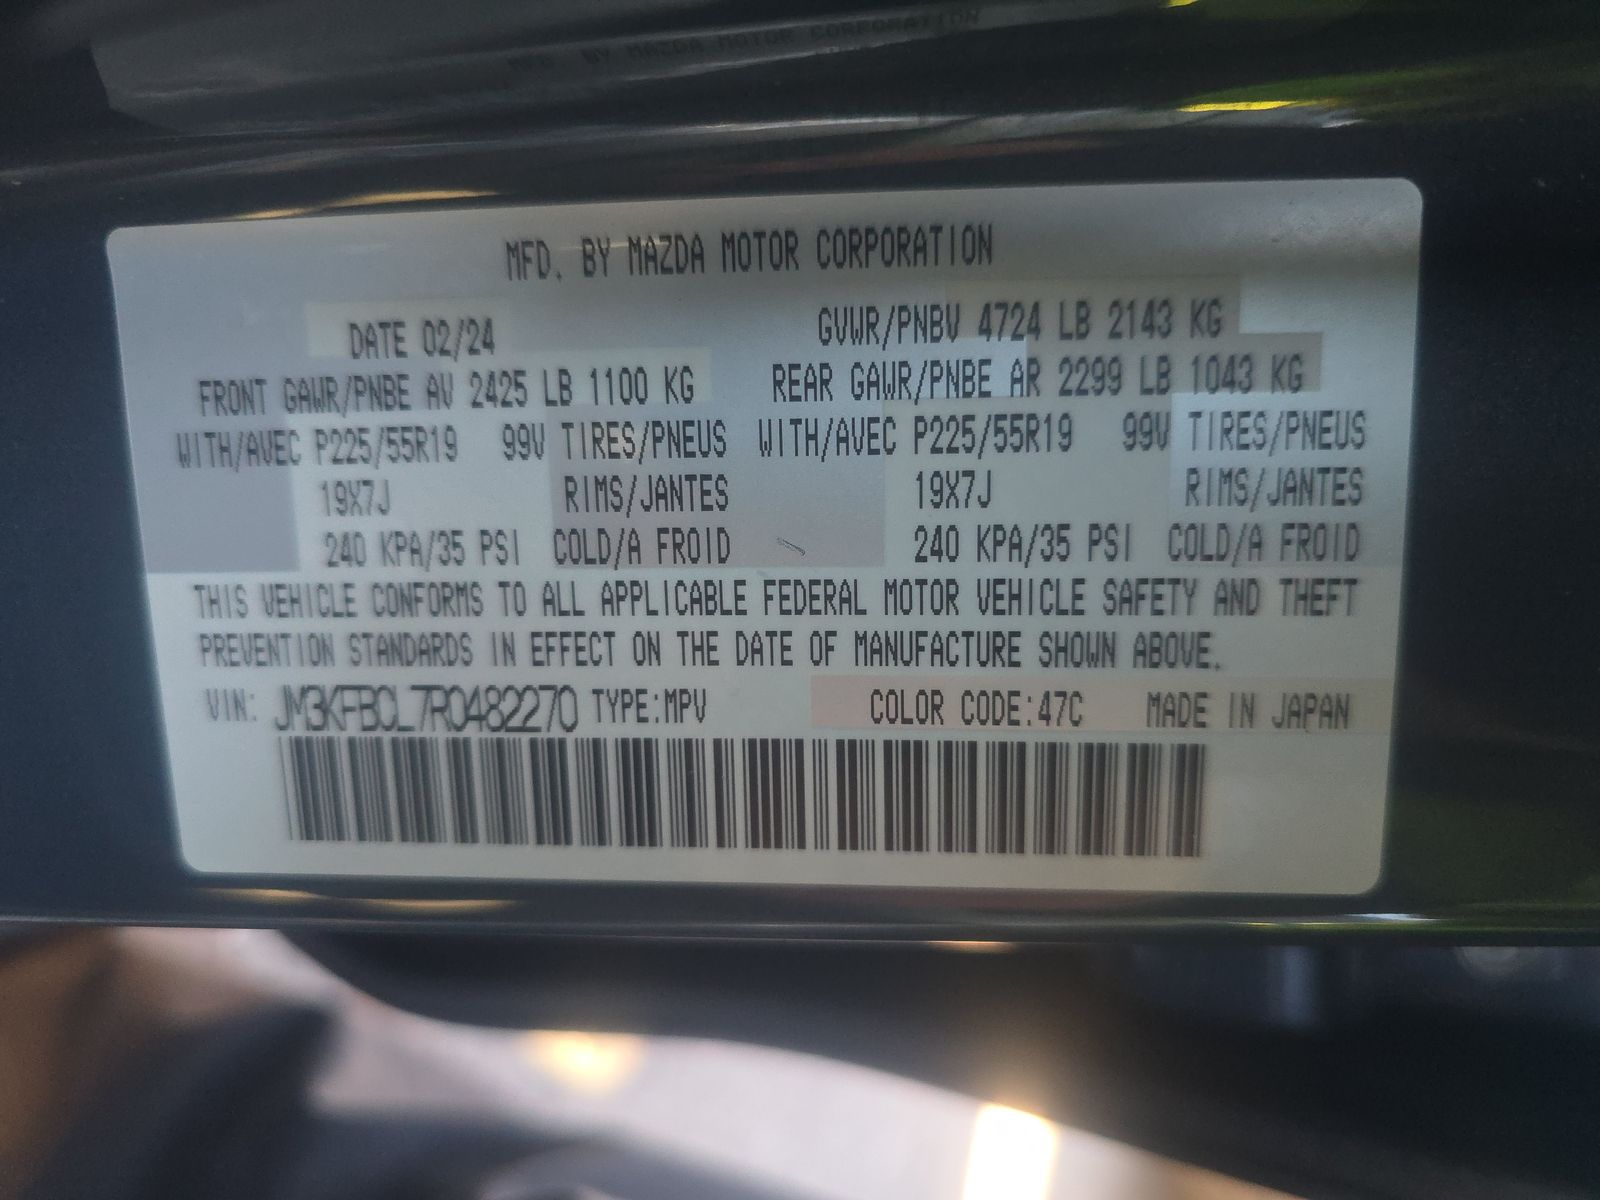 MFD. BY MAZDA MOTOR CORPORATION
MFD. BY MAZDA MOTOR CORPORATION
DATE 02/24 GVWR/PNBV 4724 LB 2143 KG
FRONT GAWR/PNBE AV 2425 LB 1100 KG REAR GAWR/PNBE AR 2299 LB 1043 KG
WITH/AVEC P225/55R19 99V TIRES/PNEUS WITH/AVEC P225/55R19 99V TIRES/PNEUS
19X7J RIMS/JANTES 19X7J RIMS/JANTES
240 KPA/35 PSI COLD/A FROID 240 KPA/35 PSI COLD/A FROID
THIS VEHICLE CONFORMS TO ALL APPLICABLE FEDERAL MOTOR VEHICLE SAFETY AND THEFT
PREVENTION STANDARDS IN EFFECT ON THE DATE OF MANUFACTURE SHOWN ABOVE.
VIN: JM3KFBCL7R0482270 TYPE:MPV COLOR CODE:47C MADE IN JAPAN